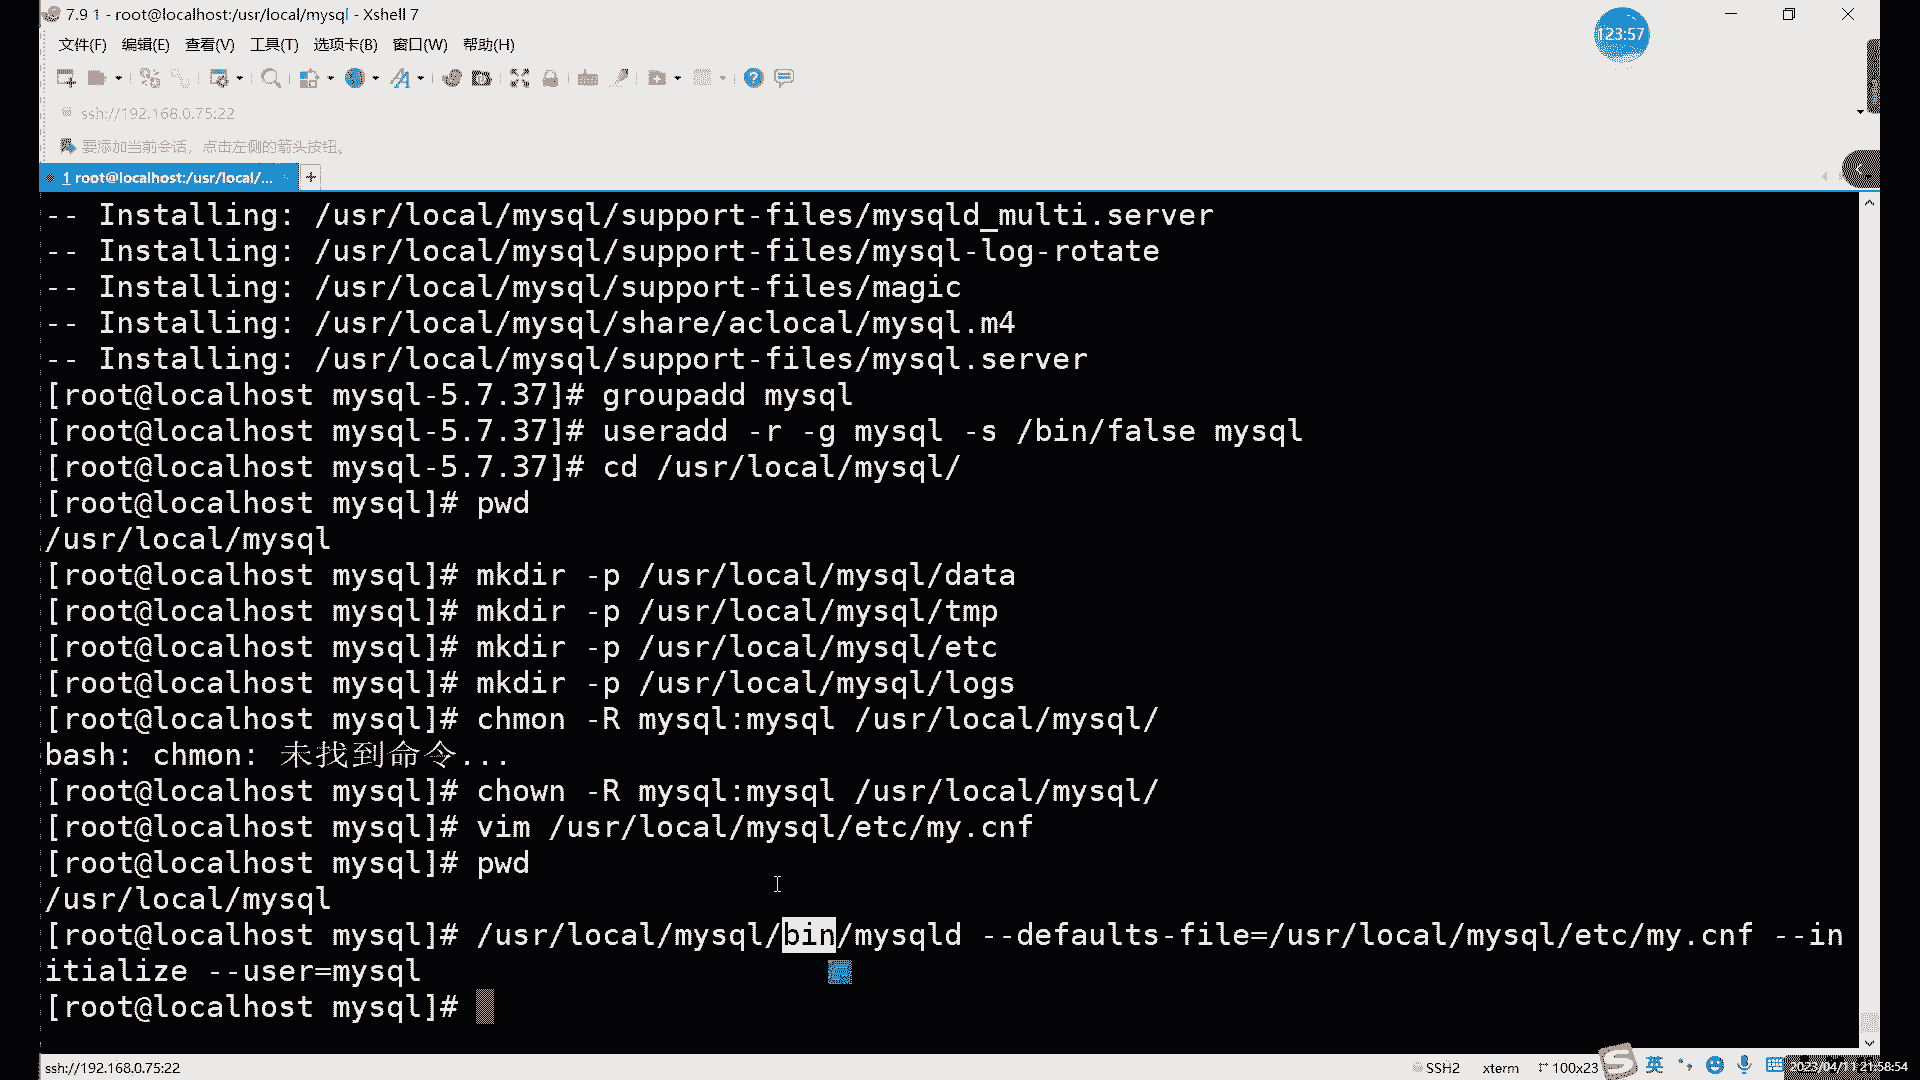 7.9 1 - root@localhost:/usr/local/mysql - Xshell 7
123:57
文件(F) 编辑(E) 查看(V) 工具(T) 选项卡(B) 窗口(W) 帮助(H)
ssh://192.168.0.75:22
要添加当前会话，点击左侧的箭头按钮。
1 root@localhost:/usr/local/...
-- Installing: /usr/local/mysql/support-files/mysqld_multi.server
-- Installing: /usr/local/mysql/support-files/mysql-log-rotate
-- Installing: /usr/local/mysql/support-files/magic
-- Installing: /usr/local/mysql/share/aclocal/mysql.m4
-- Installing: /usr/local/mysql/support-files/mysql.server
[root@localhost mysql-5.7.37]# groupadd mysql
[root@localhost mysql-5.7.37]# useradd -r -g mysql -s /bin/false mysql
[root@localhost mysql-5.7.37]# cd /usr/local/mysql/
[root@localhost mysql]# pwd
/usr/local/mysql
[root@localhost mysql]# mkdir -p /usr/local/mysql/data
[root@localhost mysql]# mkdir -p /usr/local/mysql/tmp
[root@localhost mysql]# mkdir -p /usr/local/mysql/etc
[root@localhost mysql]# mkdir -p /usr/local/mysql/logs
[root@localhost mysql]# chmon -R mysql:mysql /usr/local/mysql/
bash: chmon: 未找到命令...
[root@localhost mysql]# chown -R mysql:mysql /usr/local/mysql/
[root@localhost mysql]# vim /usr/local/mysql/etc/my.cnf
[root@localhost mysql]# pwd
/usr/local/mysql
[root@localhost mysql]# /usr/local/mysql/bin/mysqld --defaults-file=/usr/local/mysql/etc/my.cnf --in
itialize --user=mysql
[root@localhost mysql]#
ssh://192.168.0.75:22 SSH2 xterm 100x23 英 2023/04/11 21:58:54